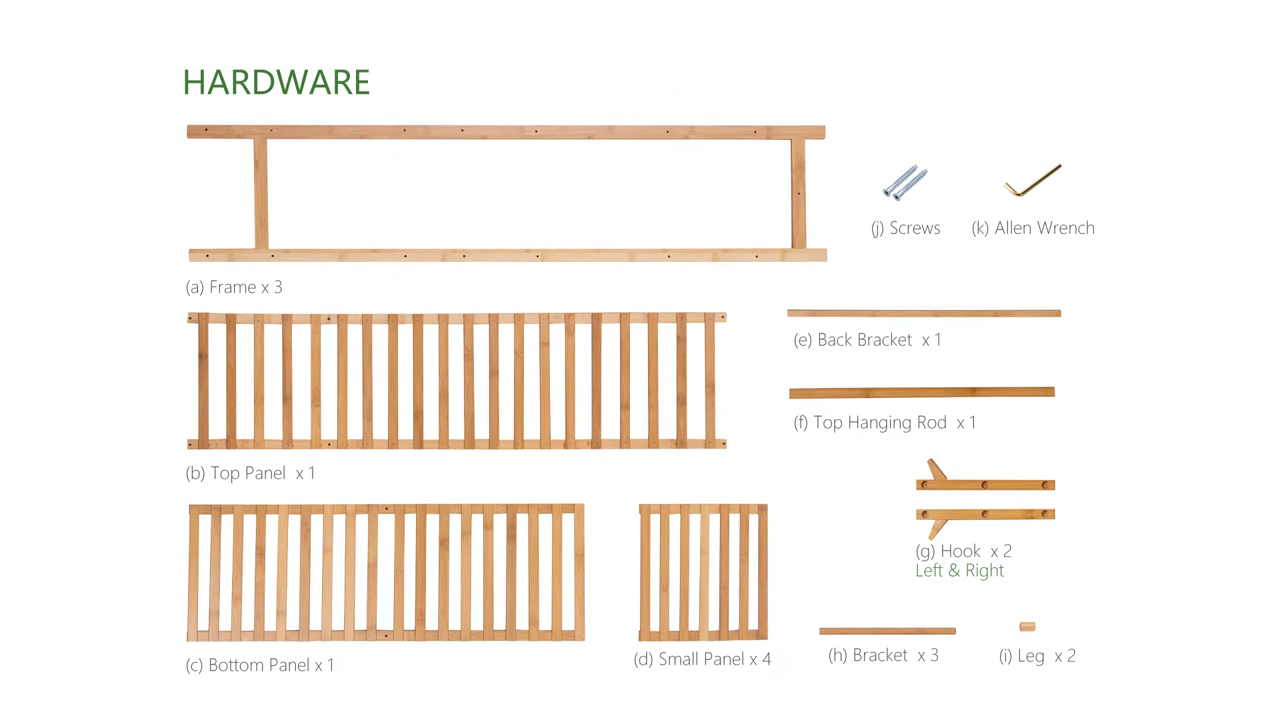 HARDWARE
(j) Screws
(k) Allen Wrench
(a) Frame x 3
(e) Back Bracket x 1
(f) Top Hanging Rod x 1
(b) Top Panel x 1
(g) Hook x 2
Left & Right
(c) Bottom Panel x 1
(d) Small Panel x 4
(h) Bracket x 3
(i) Leg x 2